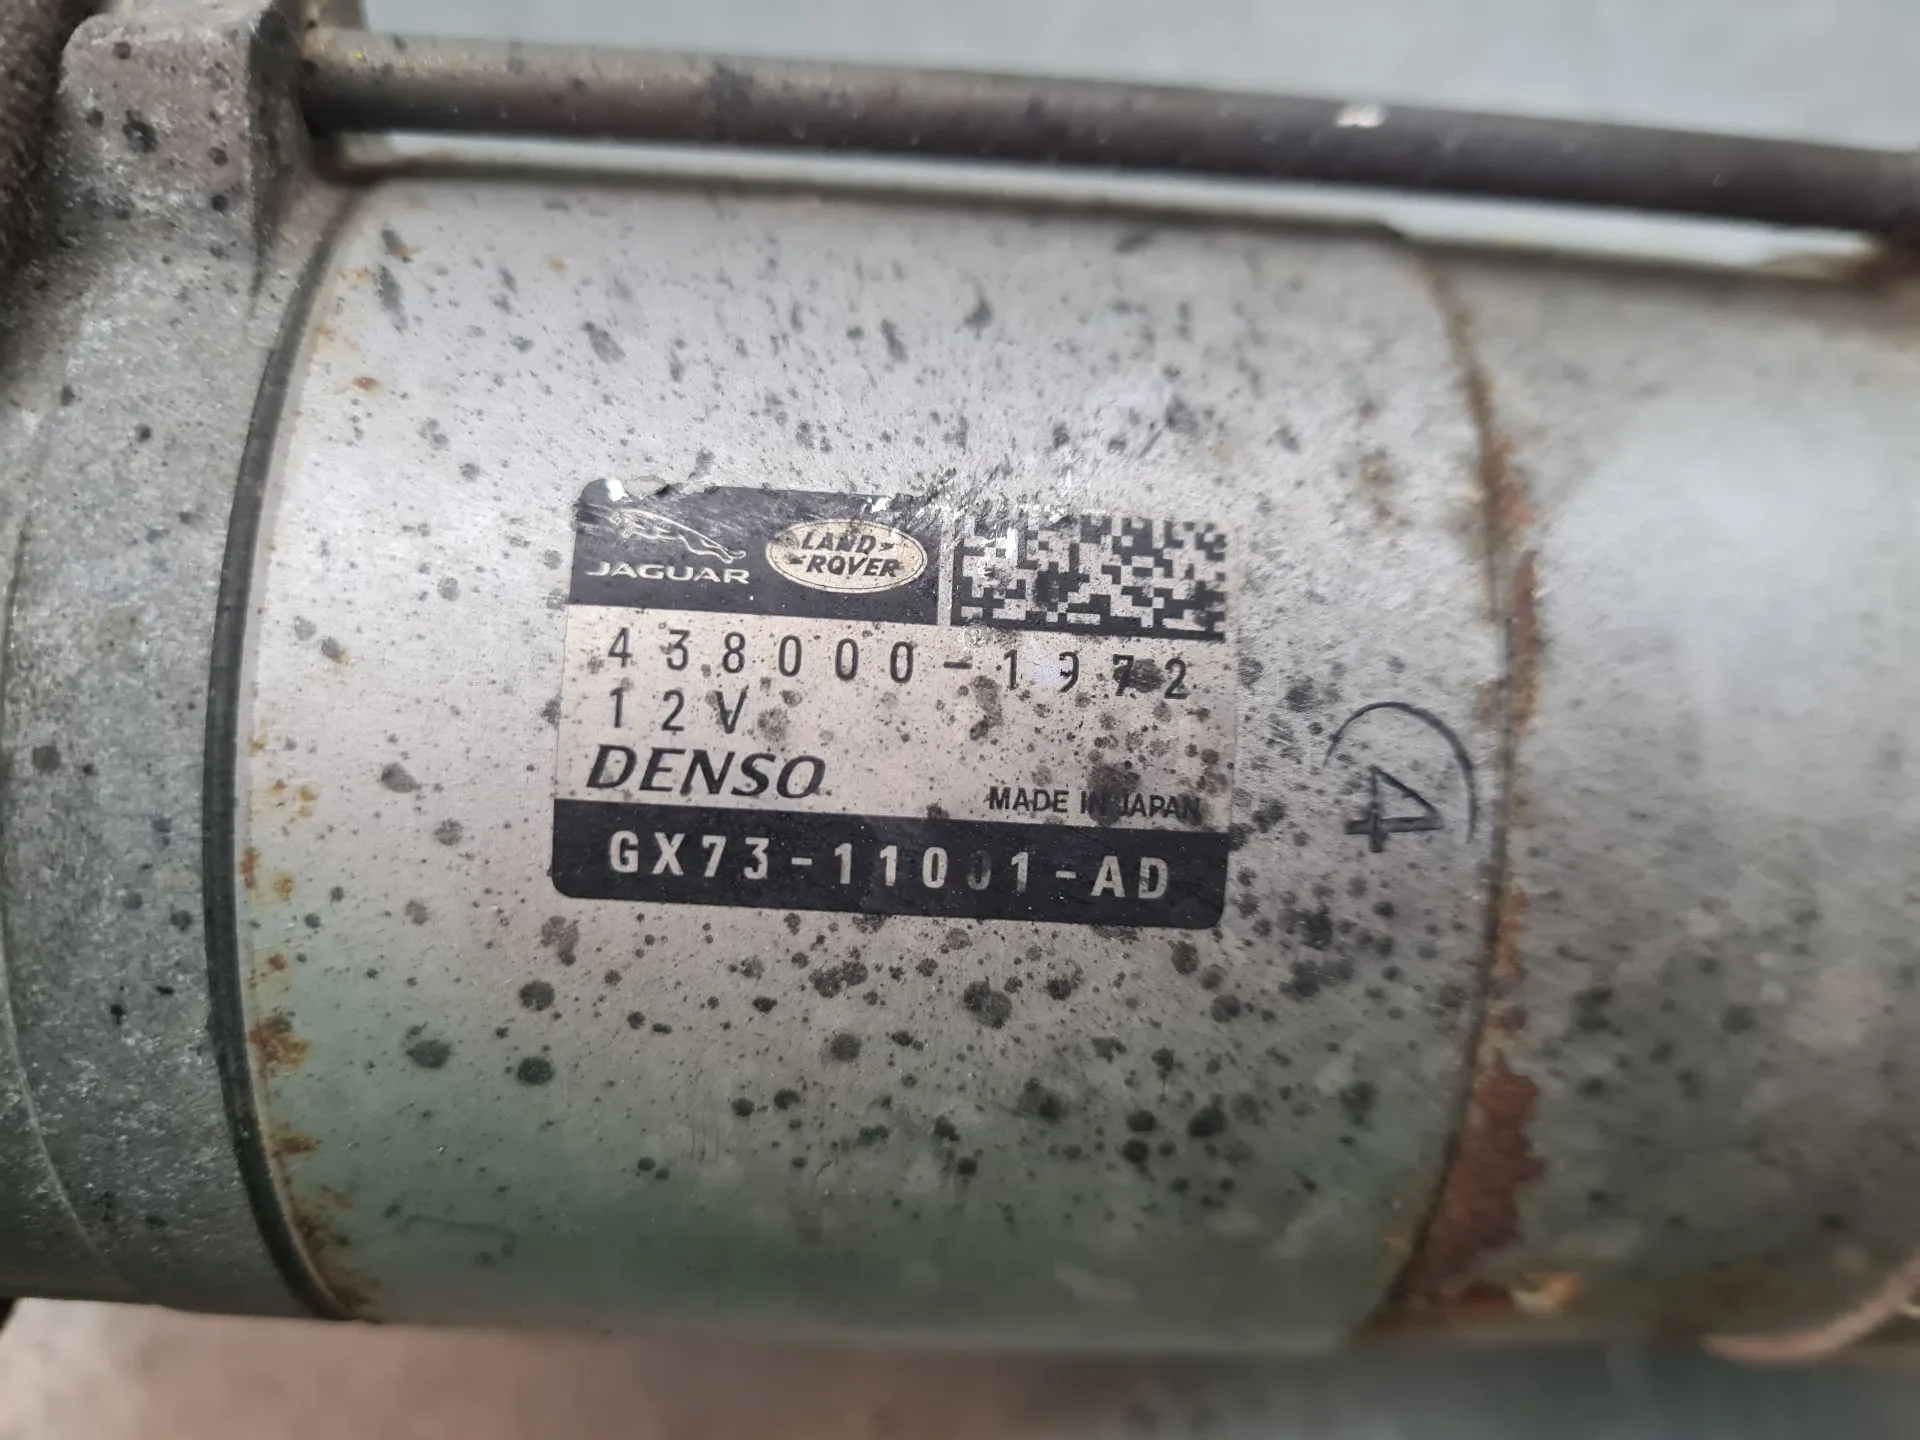 JAGUAR
LAND
ROVER
438000-1972
12V
DENSO
MADE IN JAPAN
GX73-11001-AD
4